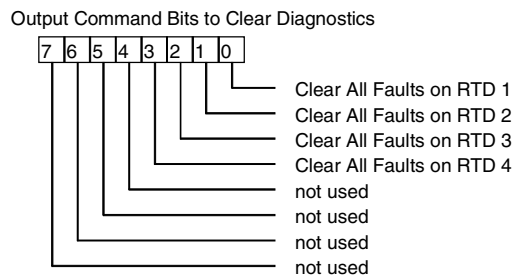 Output Command Bits to Clear Diagnostics
7 6 5 4 3 2 1 0
Clear All Faults on RTD 1
Clear All Faults on RTD 2
Clear All Faults on RTD 3
Clear All Faults on RTD 4
not used
not used
not used
not used